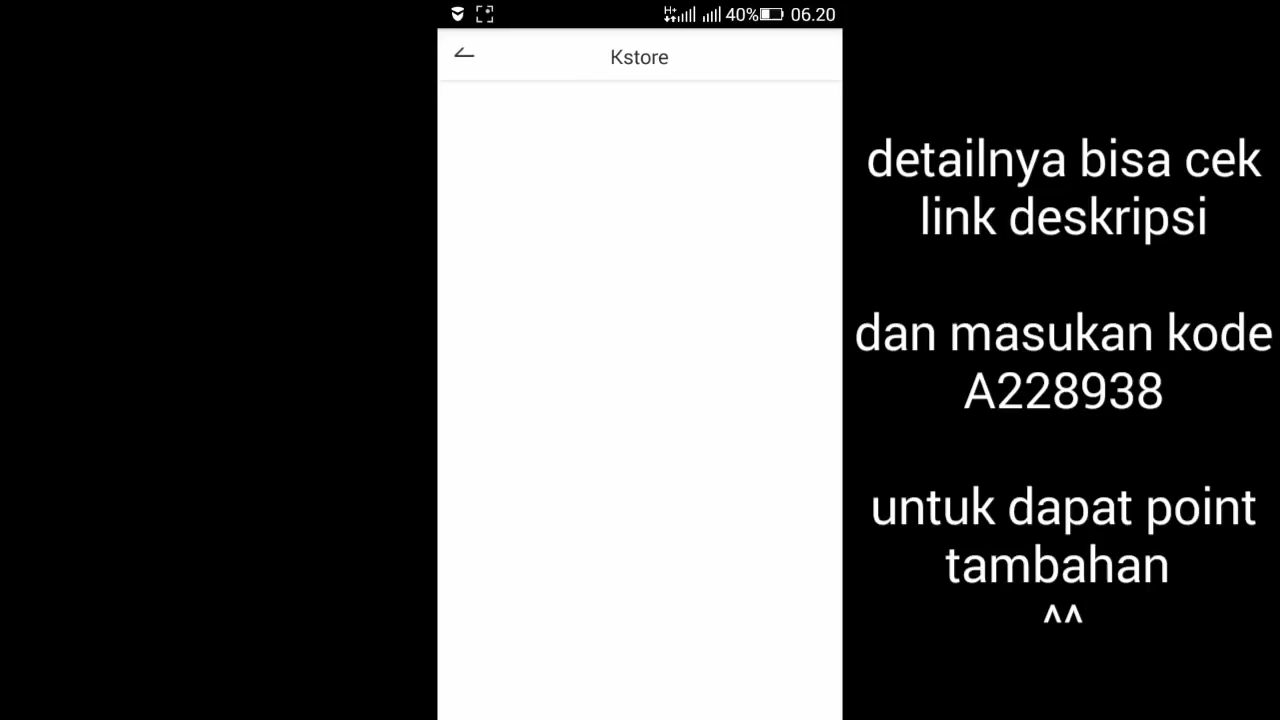 40% 06.20
Kstore
detailnya bisa cek
link deskripsi
dan masukan kode
A228938
untuk dapat point
tambahan
^^